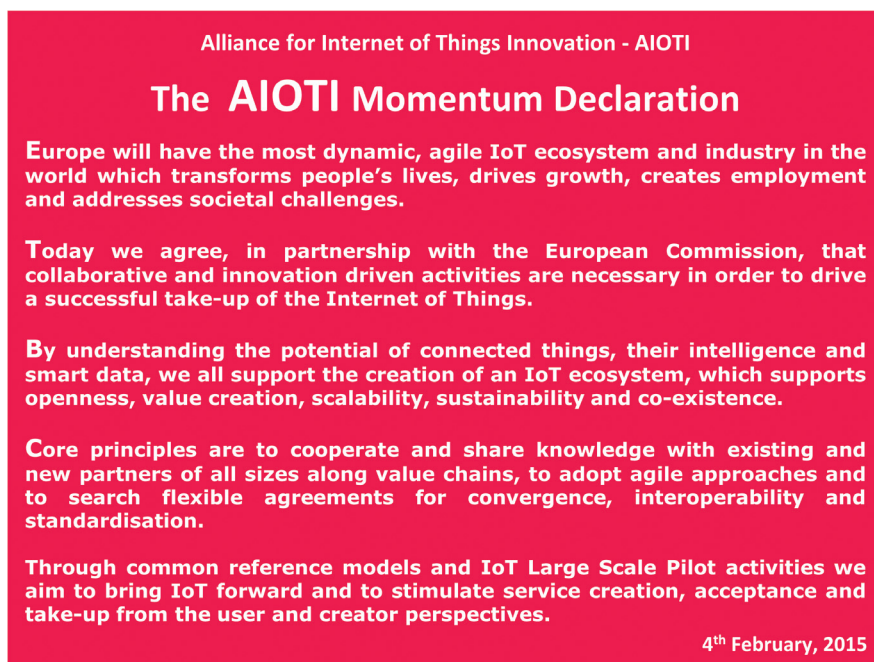 Alliance for Internet of Things Innovation - AIOTI
The AIOTI Momentum Declaration
Europe will have the most dynamic, agile IoT ecosystem and industry in the
world which transforms people's lives, drives growth, creates employment
and addresses societal challenges.
Today we agree, in partnership with the European Commission, that
collaborative and innovation driven activities are necessary in order to drive
a successful take-up of the Internet of Things.
By understanding the potential of connected things, their intelligence and
smart data, we all support the creation of an IoT ecosystem, which supports
openness, value creation, scalability, sustainability and co-existence.
Core principles are to cooperate and share knowledge with existing and
new partners of all sizes along value chains, to adopt agile approaches and
to search flexible agreements for convergence, interoperability and
standardisation.
Through common reference models and IoT Large Scale Pilot activities we
aim to bring IoT forward and to stimulate service creation, acceptance and
take-up from the user and creator perspectives.
4th February, 2015